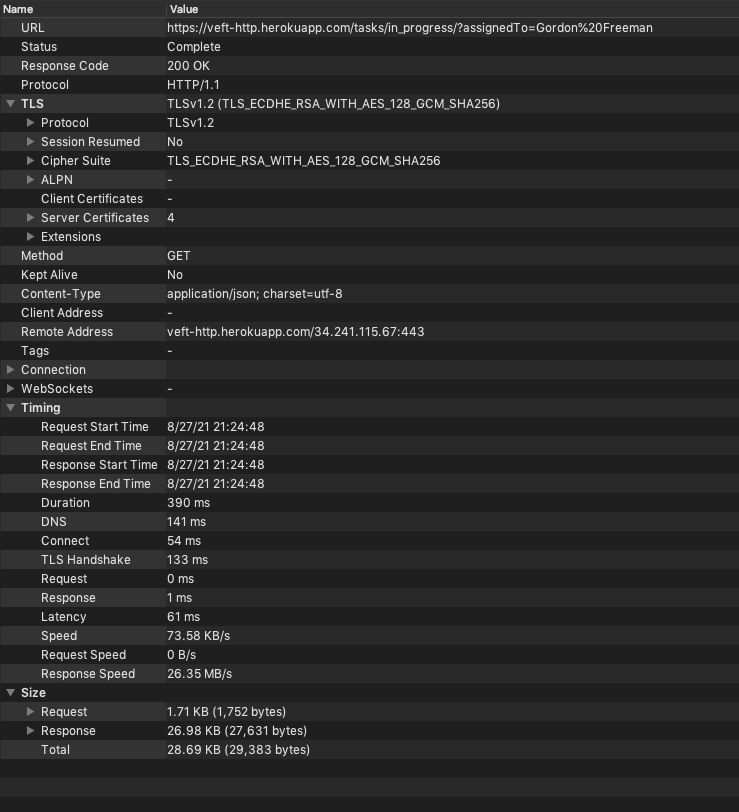 Name Value
URL https://veft-http.herokuapp.com/tasks/in_progress/?assignedTo=Gordon%20Freeman
Status Complete
Response Code 200 OK
Protocol HTTP/1.1
TLS TLSv1.2 (TLS_ECDHE_RSA_WITH_AES_128_GCM_SHA256)
Protocol TLSv1.2
Session Resumed No
Cipher Suite TLS_ECDHE_RSA_WITH_AES_128_GCM_SHA256
ALPN -
Client Certificates -
Server Certificates 4
Extensions
Method GET
Kept Alive No
Content-Type application/json; charset=utf-8
Client Address -
Remote Address veft-http.herokuapp.com/34.241.115.67:443
Tags -
Connection
WebSockets -
Timing
Request Start Time 8/27/21 21:24:48
Request End Time 8/27/21 21:24:48
Response Start Time 8/27/21 21:24:48
Response End Time 8/27/21 21:24:48
Duration 390 ms
DNS 141 ms
Connect 54 ms
TLS Handshake 133 ms
Request 0 ms
Response 1 ms
Latency 61 ms
Speed 73.58 KB/s
Request Speed 0 B/s
Response Speed 26.35 MB/s
Size
Request 1.71 KB (1,752 bytes)
Response 26.98 KB (27,631 bytes)
Total 28.69 KB (29,383 bytes)